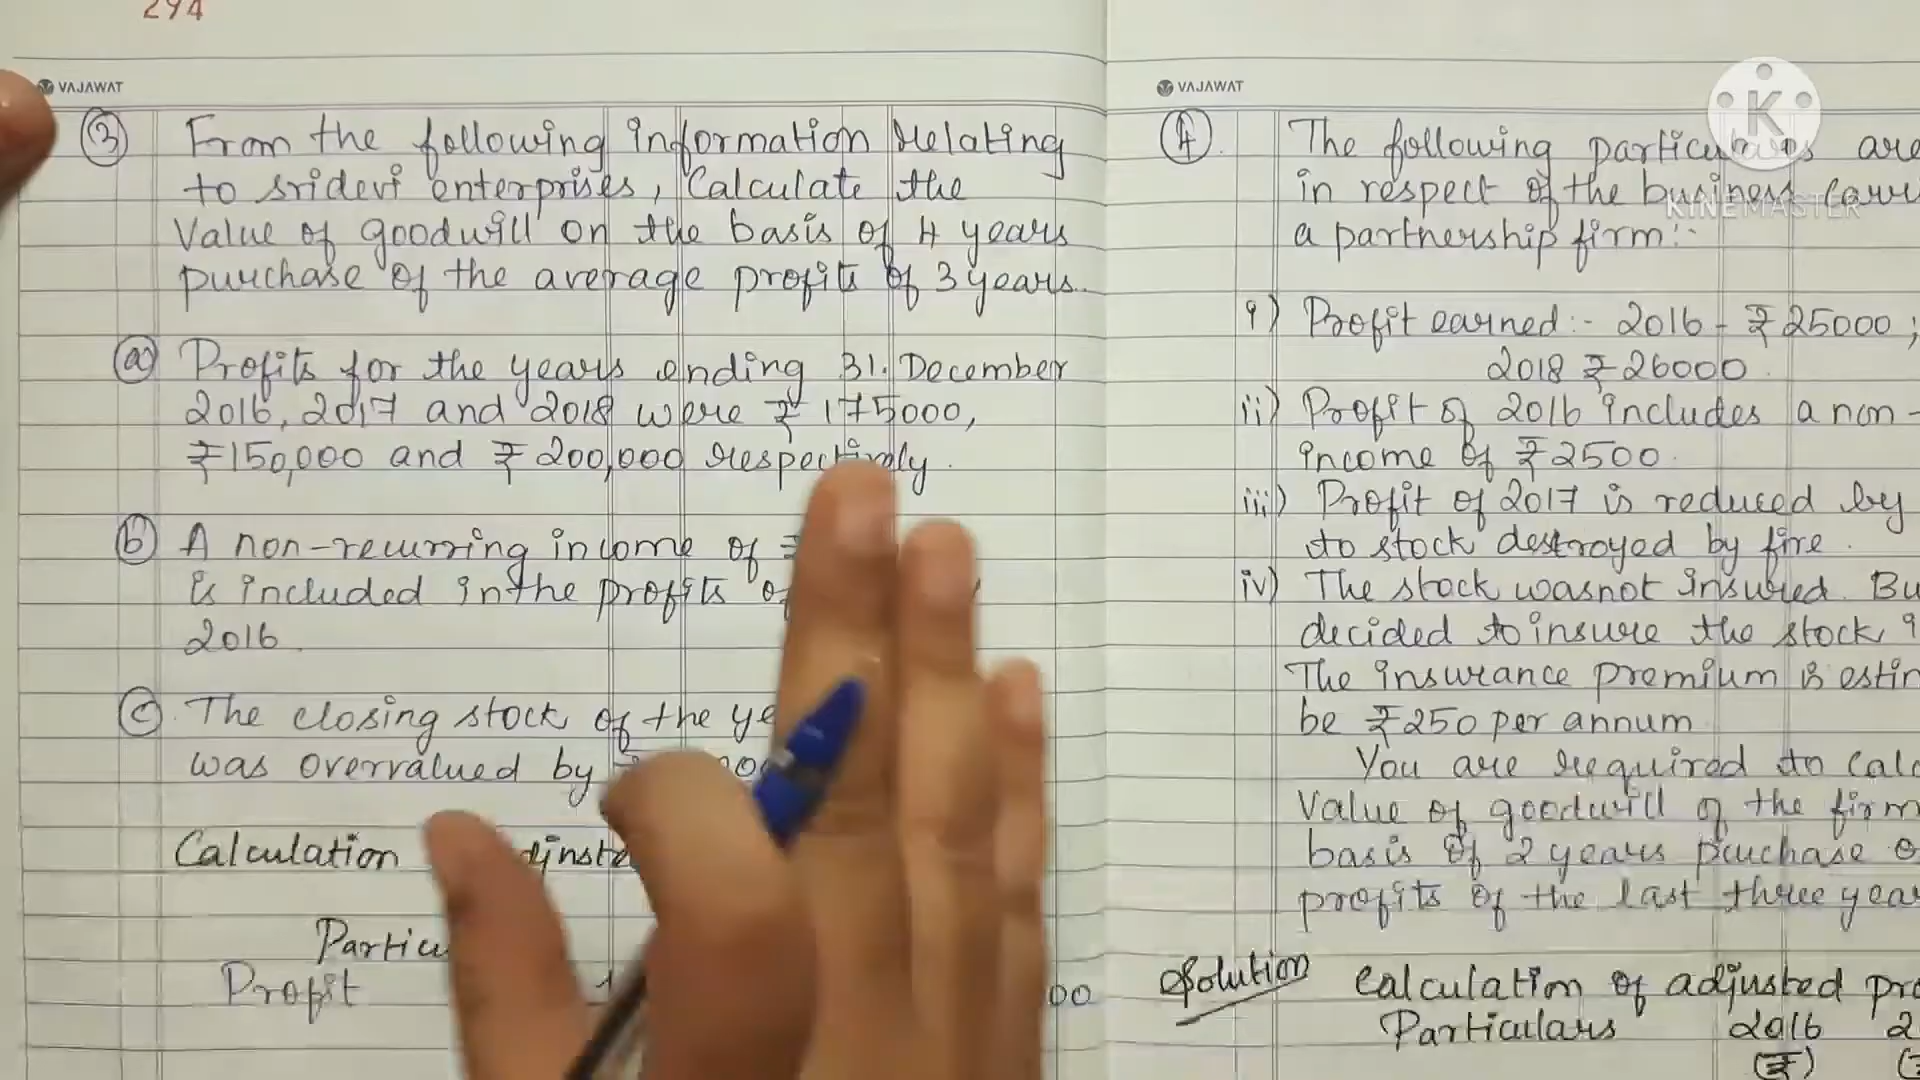 294
VAJAWAT
③ From the following information relating
to sridevi enterprises, Calculate the
Value of goodwill on the basis of 4 years
purchase of the average profits of 3 years.
ⓐ Profits for the years ending 31. December
2016, 2017 and 2018 were ₹ 175000,
₹150,000 and ₹ 200,000 respectively.
ⓑ A non-recurring income of ₹
is included in the profits of
2016.
ⓒ The closing stock of the
was overvalued by
Calculation
Profit
00
VAJAWAT
K
KINEMASTER
④ The following particulars are
in respect of the business
a partnership firm:-
i) Profit earned:- 2016 - ₹25000;
2018 ₹ 26000.
ii) Profit of 2016 includes a non-
income of ₹2500.
iii) Profit of 2017 is reduced by
to stock destroyed by fire.
iv) The stock was not insured.
decided to insure the stock
The insurance premium is
be ₹250 per annum
You are required to
Value of goodwill of the firm
basis of 2 years purchase
profits of the last three
Solution Calculation of adjusted
Particulars 2016
(₹)